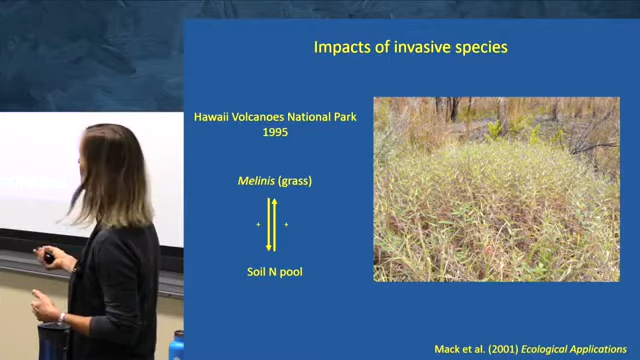 Impacts of invasive species
Hawaii Volcanoes National Park
1995
Melinis (grass)
+ +
Soil N pool
Mack et al. (2001) Ecological Applications